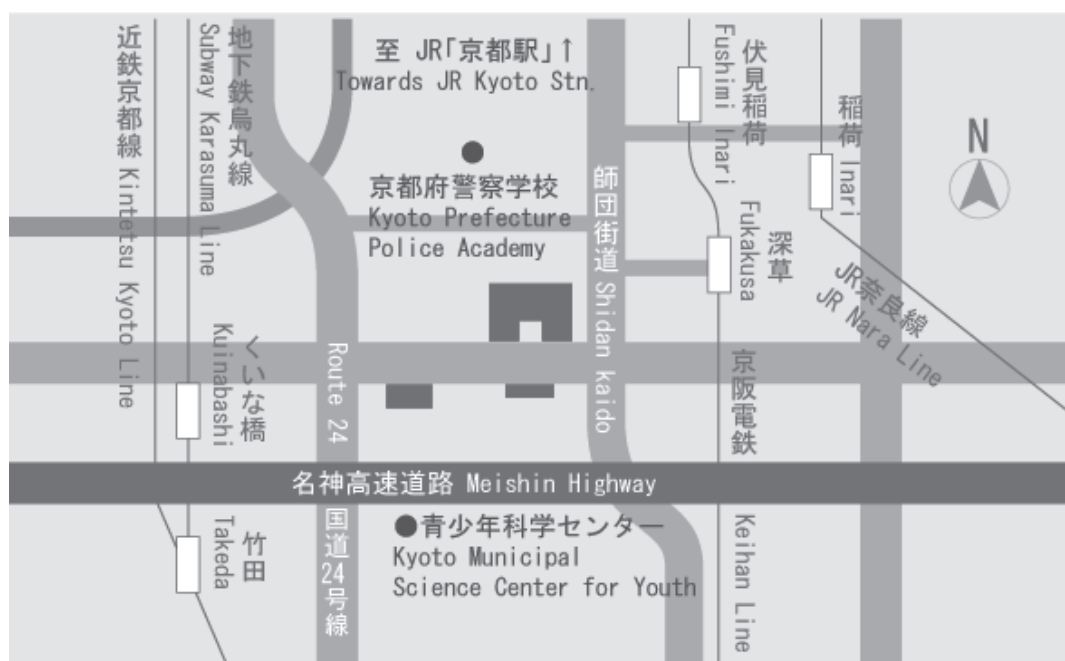 近鉄京都線 Kintetsu Kyoto Line
地下鉄烏丸線
Subway Karasuma Line
至 JR「京都駅」↑
Towards JR Kyoto Stn.
伏見稲荷
Fushimi Inari
稲荷 Inari
N
京都府警察学校
Kyoto Prefecture
Police Academy
師団街道 Shidan kaido
深草
Fukakusa
JR奈良線
JR Nara Line
くいな橋
Kuinabashi
Route 24
京阪電鉄
名神高速道路 Meishin Highway
竹田
Takeda
国道24号線
●青少年科学センター
Kyoto Municipal
Science Center for Youth
Keihan Line